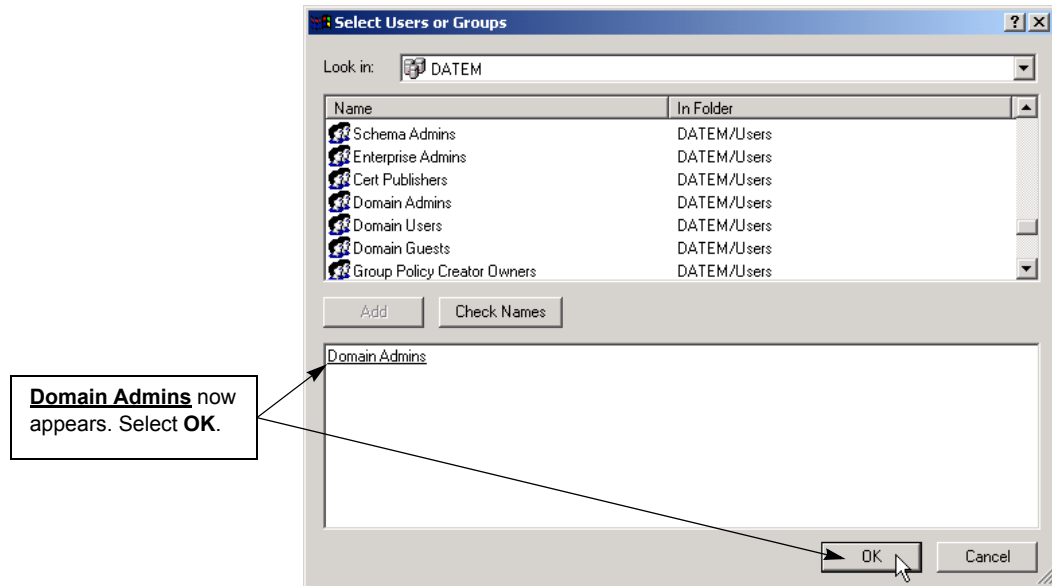 Select Users or Groups
Look in: DATEM
Name In Folder
Schema Admins DATEM/Users
Enterprise Admins DATEM/Users
Cert Publishers DATEM/Users
Domain Admins DATEM/Users
Domain Users DATEM/Users
Domain Guests DATEM/Users
Group Policy Creator Owners DATEM/Users
Add Check Names
Domain Admins
Domain Admins now
appears. Select OK.
OK Cancel